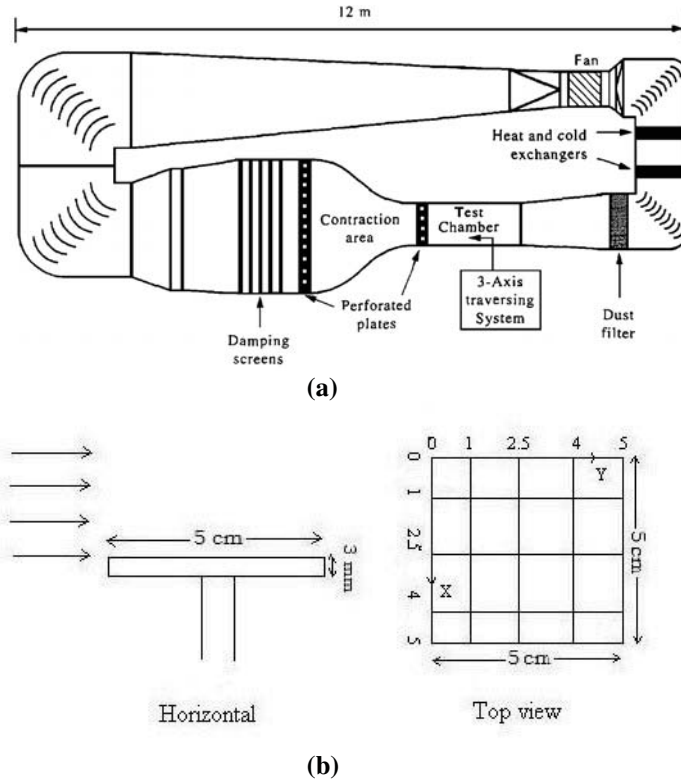 12 m
Fan
Heat and cold
exchangers
Contraction
area
Test
Chamber
3-Axis
traversing
System
Perforated
plates
Damping
screens
Dust
filter
(a)
0 1 2.5 4 5
0
Y
1
5 cm
3 mm
2.5
5 cm
X
4
5
5 cm
Horizontal
Top view
(b)